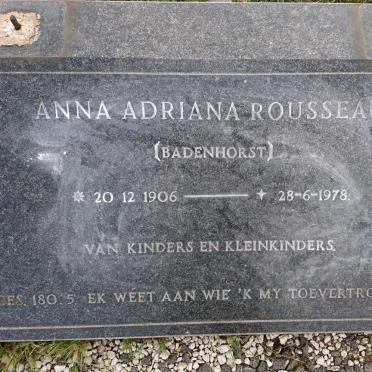 ANNA ADRIANA ROUSSEA
(BADENHORST)
* 20 12 1906 — + 28-6-1978.
VAN KINDERS EN KLEINKINDERS.
GES. 180:5 EK WEET AAN WIE 'K MY TOEVERTRO